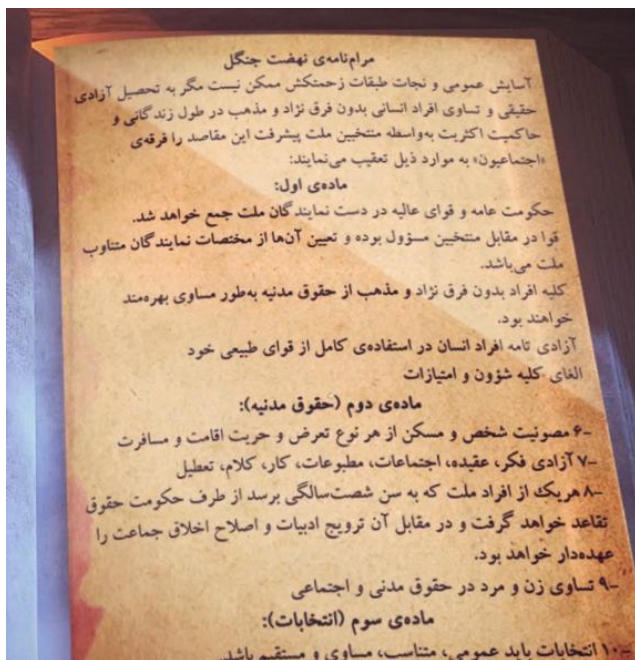 مرام‌نامه‌ی نهضت جنگل
آسایش عمومی و نجات طبقات زحمتکش ممکن نیست مگر به تحصیل آزادی
حقیقی و تساوی افراد انسانی بدون فرق نژاد و مذهب در طول زندگانی و
حاکمیت اکثریت به‌واسطه منتخبین ملت پیشرفت این مقاصد را فرقه‌ی
«اجتماعیون» به موارد ذیل تعقیب می‌نمایند:
ماده‌ی اول:
حکومت عامه و قوای عالیه در دست نمایندگان ملت جمع خواهد شد.
قوا در مقابل منتخبین مسؤول بوده و تعیین آن‌ها از مختصات نمایندگان متناوب
ملت می‌باشد.
کلیه افراد بدون فرق نژاد و مذهب از حقوق مدنیه به‌طور مساوی بهره‌مند
خواهند بود.
آزادی تامه افراد انسان در استفاده‌ی کامل از قوای طبیعی خود
الغای کلیه شؤون و امتیازات
ماده‌ی دوم (حقوق مدنیه):
۶- مصونیت شخص و مسکن از هر نوع تعرض و حریت اقامت و مسافرت
۷- آزادی فکر، عقیده، اجتماعات، مطبوعات، کار، کلام، تعطیل
۸- هریک از افراد ملت که به سن شصت‌سالگی برسد از طرف حکومت حقوق
تقاعد خواهد گرفت و در مقابل آن ترویج ادبیات و اصلاح اخلاق جماعت را
عهده‌دار خواهد بود.
۹- تساوی زن و مرد در حقوق مدنی و اجتماعی
ماده‌ی سوم (انتخابات):
۱۰- انتخابات باید عمومی، متناسب، مساوی و مستقیم باشد.